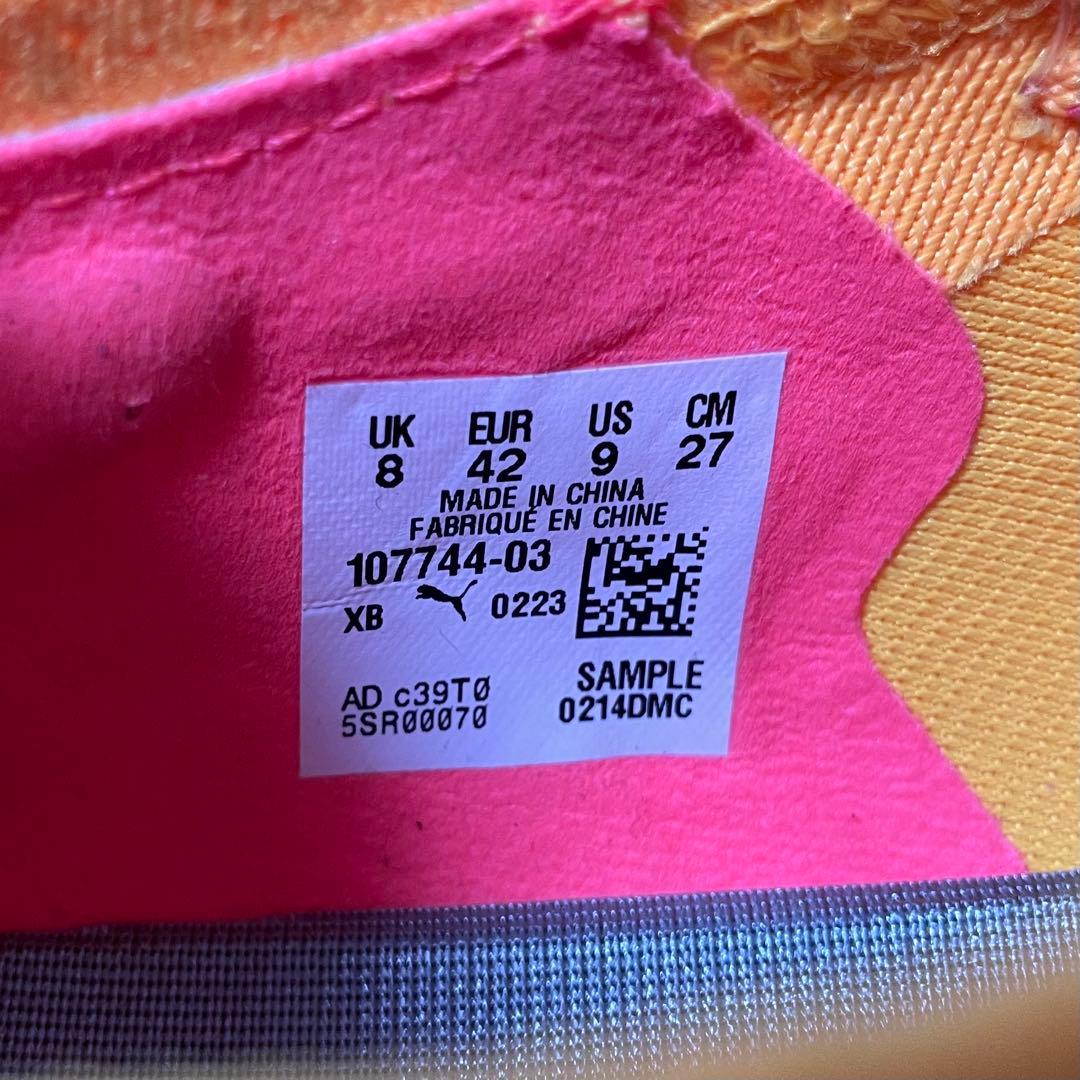 UK EUR US CM
8 42 9 27
MADE IN CHINA
FABRIQUÉ EN CHINE
107744-03
XB 0223
AD c39T0
5SR00070
SAMPLE
0214DMC